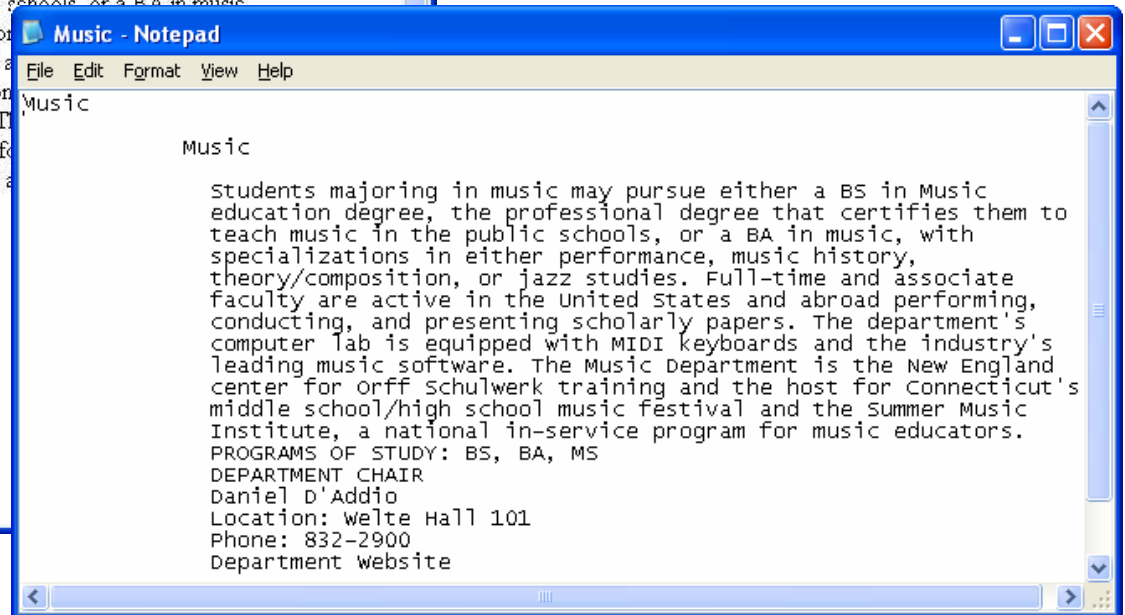 schools, or a BA in music
Music - Notepad
File Edit Format View Help
Music
Music
Students majoring in music may pursue either a BS in Music
education degree, the professional degree that certifies them to
teach music in the public schools, or a BA in music, with
specializations in either performance, music history,
theory/composition, or jazz studies. Full-time and associate
faculty are active in the United States and abroad performing,
conducting, and presenting scholarly papers. The department's
computer lab is equipped with MIDI keyboards and the industry's
leading music software. The Music Department is the New England
center for Orff Schulwerk training and the host for Connecticut's
middle school/high school music festival and the Summer Music
Institute, a national in-service program for music educators.
PROGRAMS OF STUDY: BS, BA, MS
DEPARTMENT CHAIR
Daniel D'Addio
Location: Welte Hall 101
Phone: 832-2900
Department Website